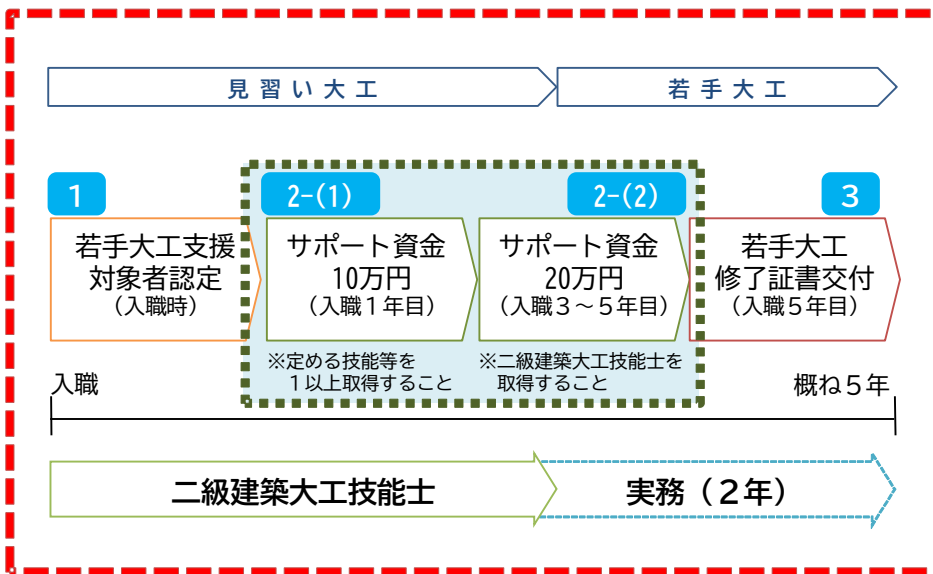 見習い大工
若手大工
1
2-(1)
2-(2)
3
若手大工支援
対象者認定
（入職時）
サポート資金
10万円
（入職１年目）
サポート資金
20万円
（入職３～５年目）
若手大工
修了証書交付
（入職５年目）
※定める技能等を
１以上取得すること
※二級建築大工技能士を
取得すること
入職
概ね５年
二級建築大工技能士
実務（２年）